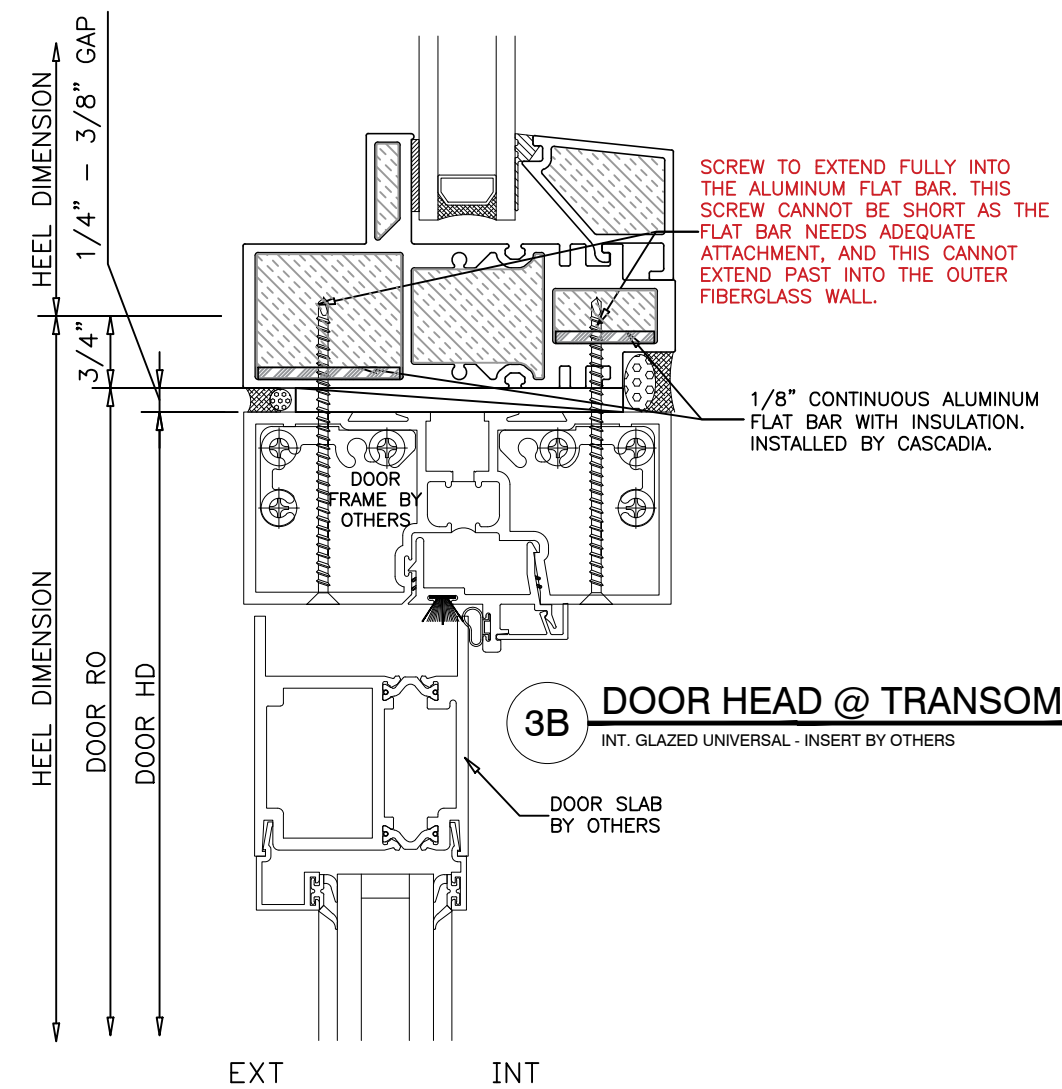 HEEL DIMENSION
1/4" – 3/8" GAP
3/4"
HEEL DIMENSION
DOOR RO
DOOR HD
SCREW TO EXTEND FULLY INTO
THE ALUMINUM FLAT BAR. THIS
SCREW CANNOT BE SHORT AS THE
FLAT BAR NEEDS ADEQUATE
ATTACHMENT, AND THIS CANNOT
EXTEND PAST INTO THE OUTER
FIBERGLASS WALL.
1/8" CONTINUOUS ALUMINUM
FLAT BAR WITH INSULATION.
INSTALLED BY CASCADIA.
DOOR
FRAME BY
OTHERS
3B
DOOR HEAD @ TRANSOM
INT. GLAZED UNIVERSAL - INSERT BY OTHERS
DOOR SLAB
BY OTHERS
EXT
INT